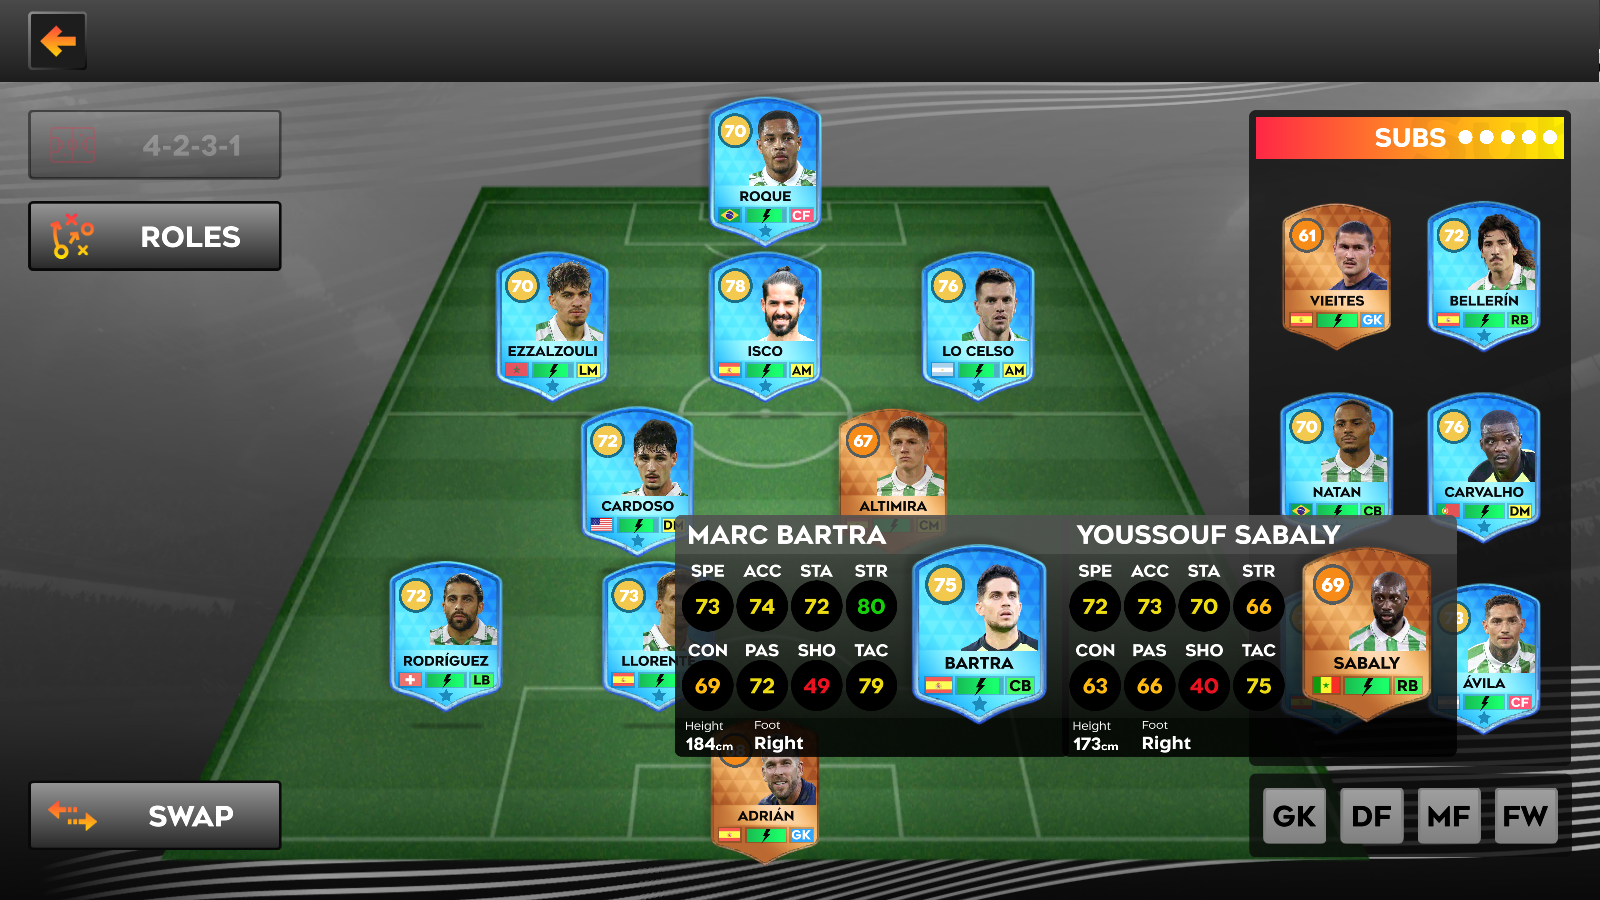 4-2-3-1
ROLES
SWAP
70
ROQUE
CF
70
EZZALZOULI
LM
78
ISCO
AM
76
LO CELSO
AM
72
CARDOSO
DM
67
ALTIMIRA
CM
72
RODRÍGUEZ
LB
73
LLORENTE
ADRIÁN
GK
MARC BARTRA
SPE ACC STA STR
73 74 72 80
CON PAS SHO TAC
69 72 49 79
Height Foot
184cm Right
75
BARTRA
CB
YOUSSOUF SABALY
SPE ACC STA STR
72 73 70 66
CON PAS SHO TAC
63 66 40 75
Height Foot
173cm Right
69
SABALY
RB
SUBS
61
VIEITES
GK
72
BELLERÍN
RB
70
NATAN
CB
76
CARVALHO
DM
ÁVILA
CF
GK DF MF FW